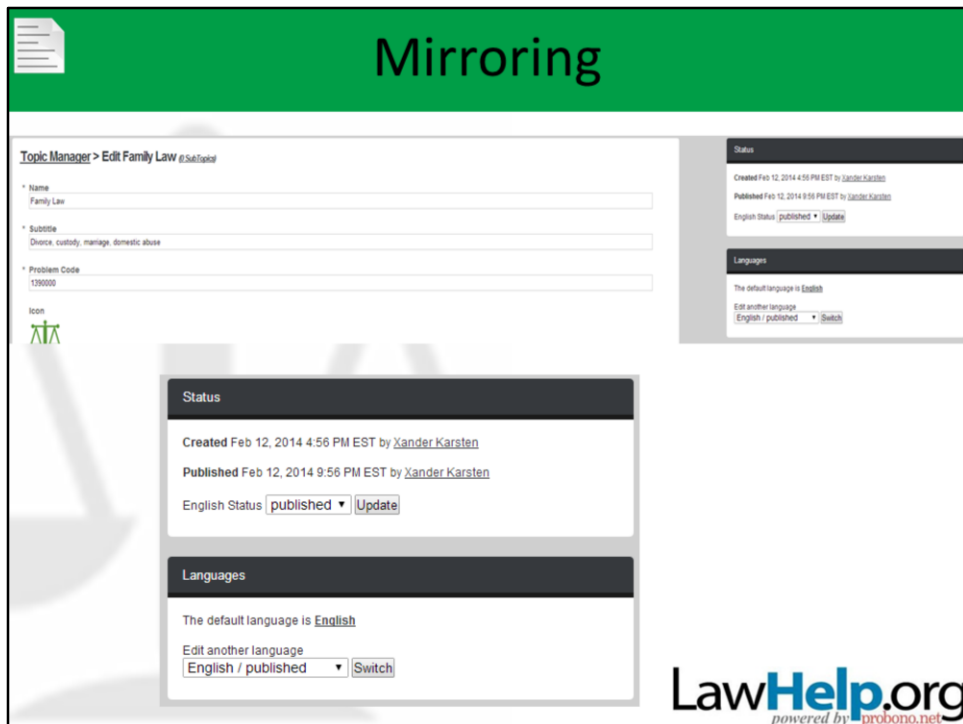 Mirroring
Topic Manager > Edit Family Law (0 SubTopics)
* Name
Family Law
* Subtitle
Divorce, custody, marriage, domestic abuse
* Problem Code
1390000
Icon
Status
Created Feb 12, 2014 4:56 PM EST by Xander Karsten
Published Feb 12, 2014 9:56 PM EST by Xander Karsten
English Status published Update
Languages
The default language is English
Edit another language
English / published Switch
Status
Created Feb 12, 2014 4:56 PM EST by Xander Karsten
Published Feb 12, 2014 9:56 PM EST by Xander Karsten
English Status published Update
Languages
The default language is English
Edit another language
English / published Switch
LawHelp.org
powered by probono.net